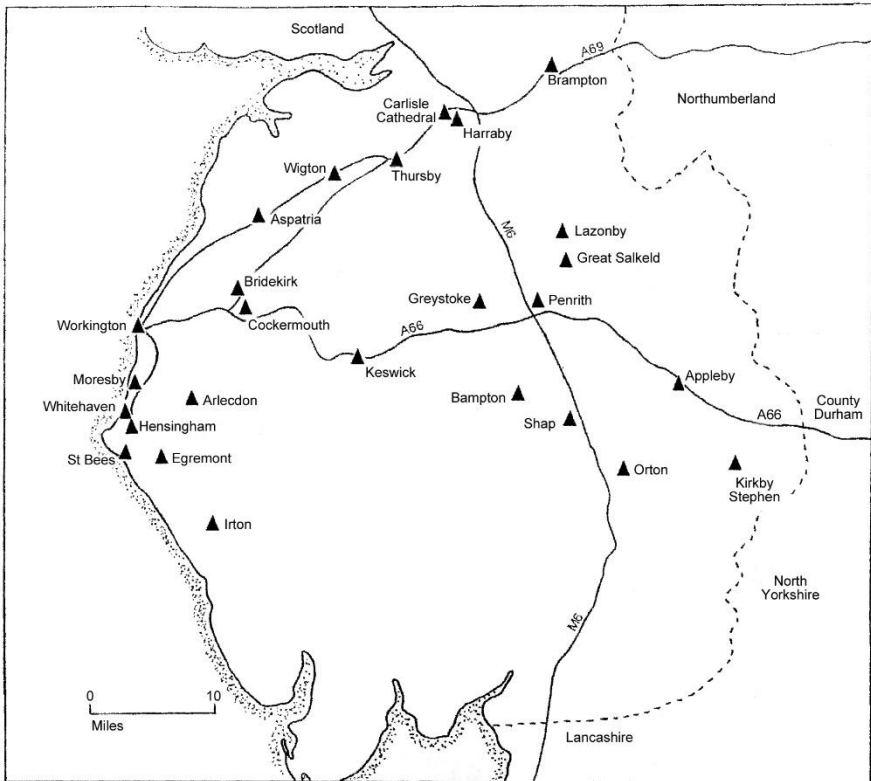 Scotland
A69
Brampton
Northumberland
Carlisle
Cathedral
Harraby
Wigton
Thursby
Aspatria
M6
Lazonby
Great Salkeld
Bridekirk
Greystoke
Penrith
Workington
Cockermouth
A66
Keswick
Moresby
Arlecdon
Appleby
Bampton
County
Durham
Whitehaven
Hensingham
Shap
A66
St Bees
Egremont
Orton
Kirkby
Stephen
Irton
North
Yorkshire
M6
0 10
Miles
Lancashire